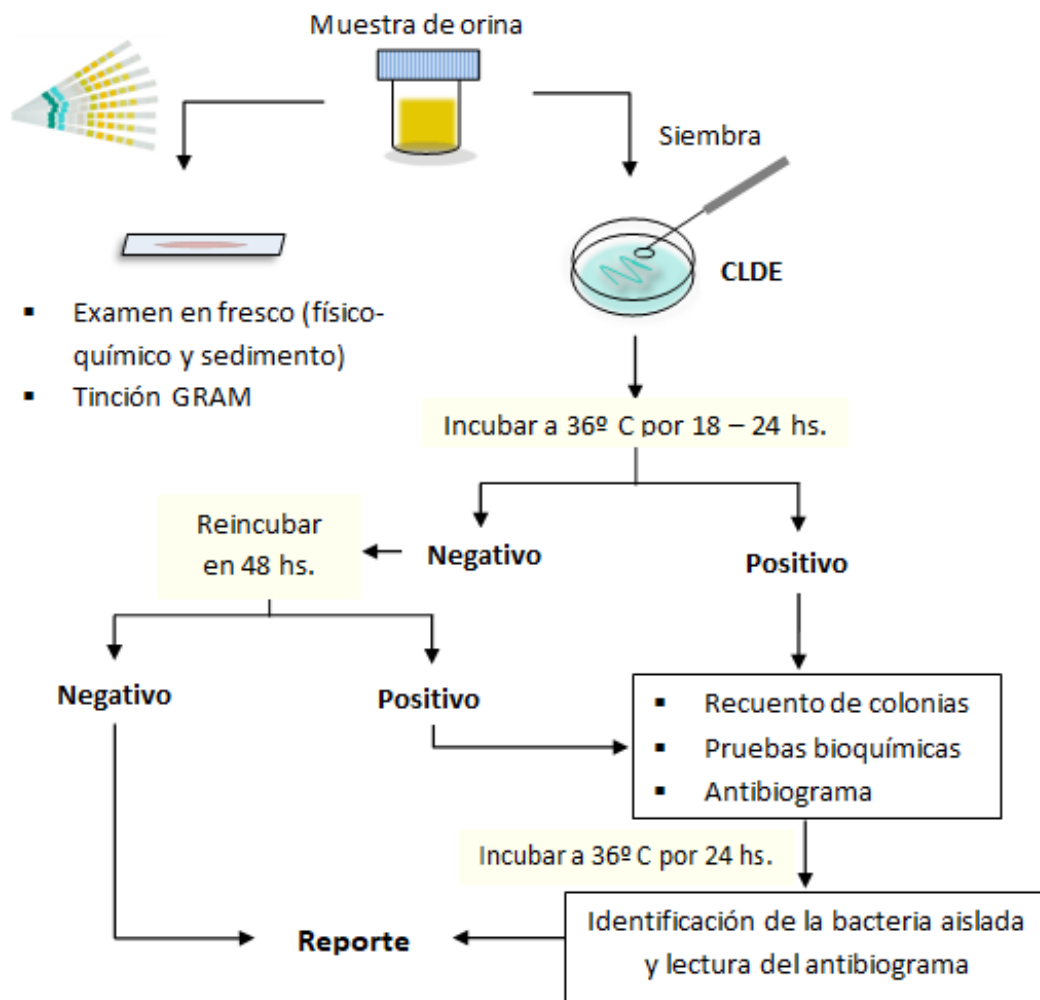 Muestra de orina
Siembra
CLDE
▪ Examen en fresco (físico-
químico y sedimento)
▪ Tinción GRAM
Incubar a 36º C por 18 – 24 hs.
Reincubar
en 48 hs.
Negativo
Positivo
Negativo
Positivo
▪ Recuento de colonias
▪ Pruebas bioquímicas
▪ Antibiograma
Incubar a 36º C por 24 hs.
Identificación de la bacteria aislada
y lectura del antibiograma
Reporte